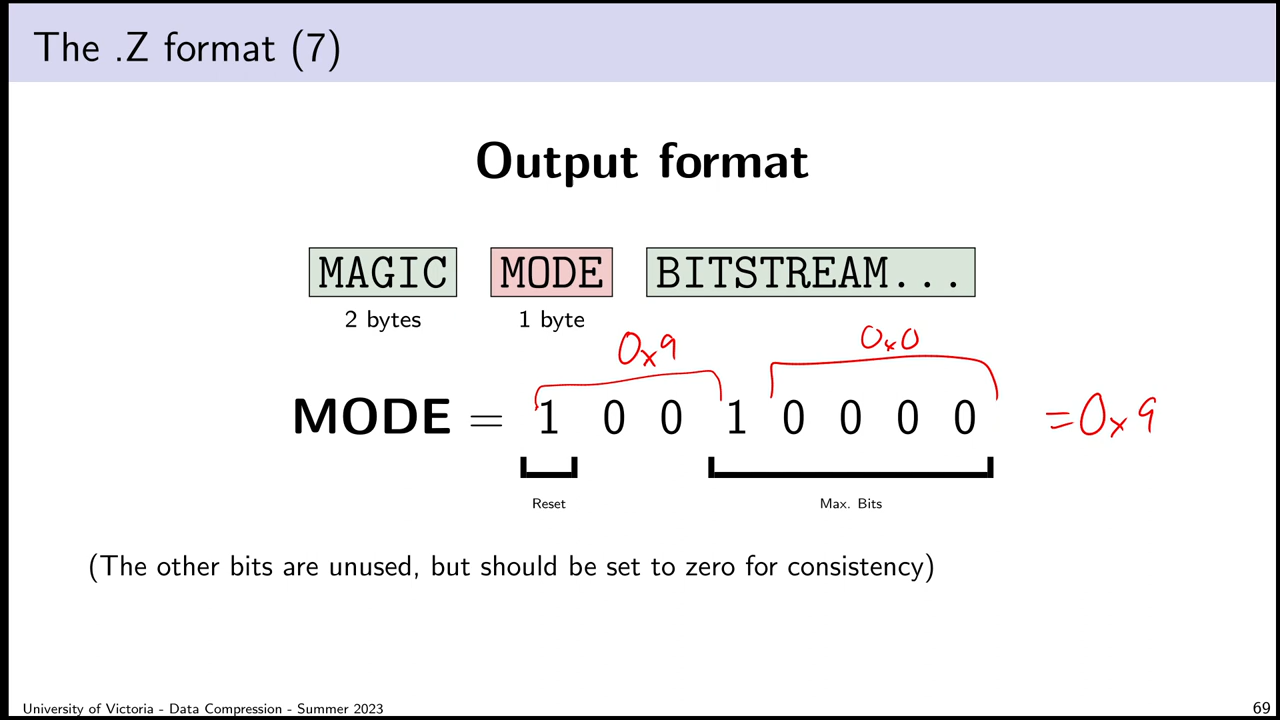 The .Z format (7)
Output format
MAGIC MODE BITSTREAM...
2 bytes 1 byte
0x9 0x0
MODE = 1 0 0 1 0 0 0 0 =0x9
Reset Max. Bits
(The other bits are unused, but should be set to zero for consistency)
University of Victoria - Data Compression - Summer 2023 69